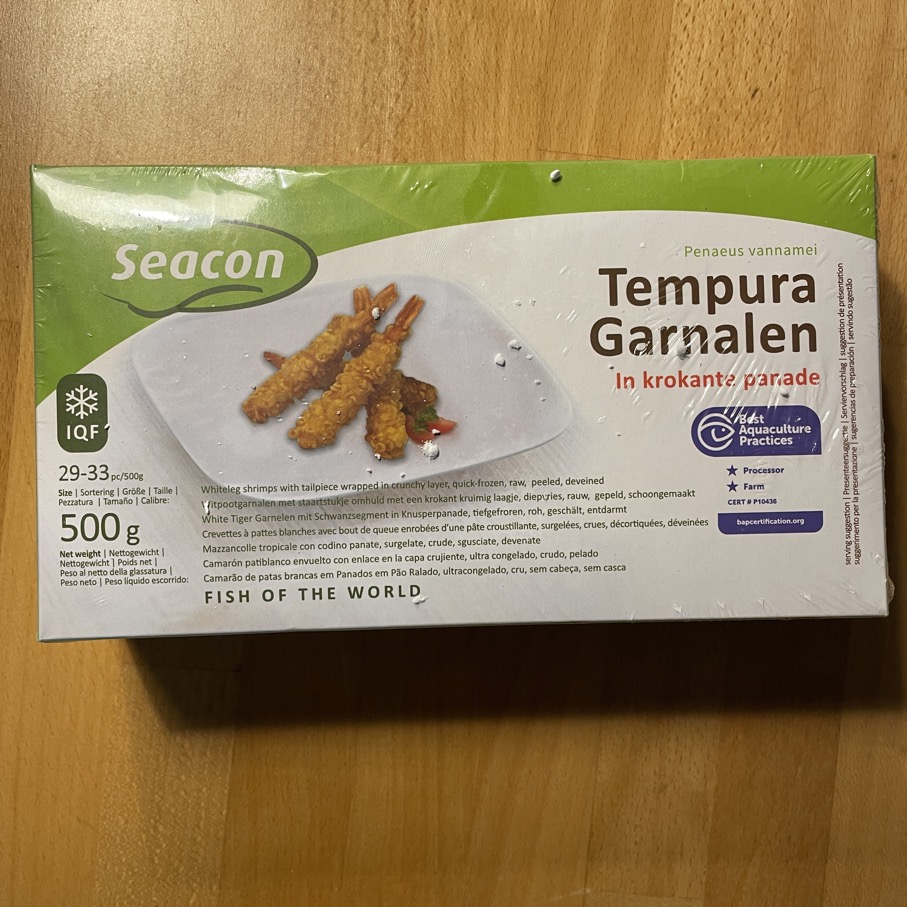 Seacon
Penaeus vannamei
Tempura
Garnalen
In krokante panade
Best
Aquaculture
Practices
Processor
Farm
CERT # P10436
bapcertification.org
IQF
29-33 pc/500g
Size | Sortering | Größe | Taille |
Pezzatura | Tamaño | Calibre:
500 g
Net weight | Nettogewicht |
Nettogewicht | Poids net |
Peso al netto della glassatura |
Peso neto | Peso líquido escorrido:
Whiteleg shrimps with tailpiece wrapped in crunchy layer, quick-frozen, raw, peeled, deveined
Witpootgarnalen met staartstukje omhuld met een krokant kruimig laagje, diepvries, rauw, gepeld, schoongemaakt
White Tiger Garnelen mit Schwanzsegment in Knusperpanade, tiefgefroren, roh, geschält, entdarmt
Crevettes à pattes blanches avec bout de queue enrobées d'une pâte croustillante, surgelées, crues, décortiquées, déveinées
Mazzancolle tropicale con codino panate, surgelate, crude, sgusciate, devenate
Camarón patiblanco envuelto con enlace en la capa crujiente, ultra congelado, crudo, pelado
Camarão de patas brancas em Panados em Pão Ralado, ultracongelado, cru, sem cabeça, sem casca
FISH OF THE WORLD
serving suggestion | Presenteersuggestie | Serviervorschlag | suggestion de présentation
suggerimento per la presentazione | sugerencias de preparación | servindo sugestão